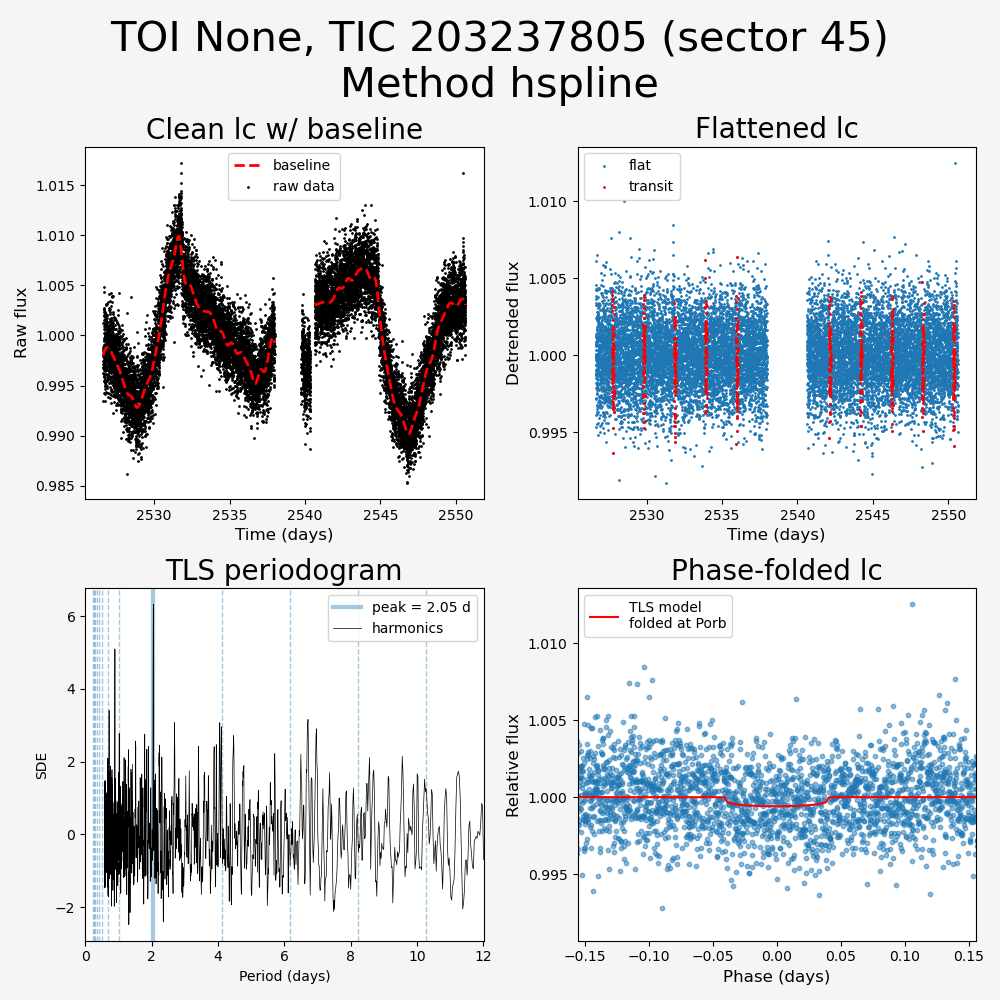 TOI None, TIC 203237805 (sector 45)
Method hspline
Clean lc w/ baseline
baseline
raw data
1.015
1.010
1.005
1.000
0.995
0.990
0.985
Raw flux
2530
2535
2540
2545
2550
Time (days)
Flattened lc
flat
transit
1.010
1.005
1.000
0.995
Detrended flux
2530
2535
2540
2545
2550
Time (days)
TLS periodogram
peak = 2.05 d
harmonics
6
4
2
0
−2
SDE
0
2
4
6
8
10
12
Period (days)
Phase-folded lc
TLS model
folded at Porb
1.010
1.005
1.000
0.995
Relative flux
−0.15
−0.10
−0.05
0.00
0.05
0.10
0.15
Phase (days)